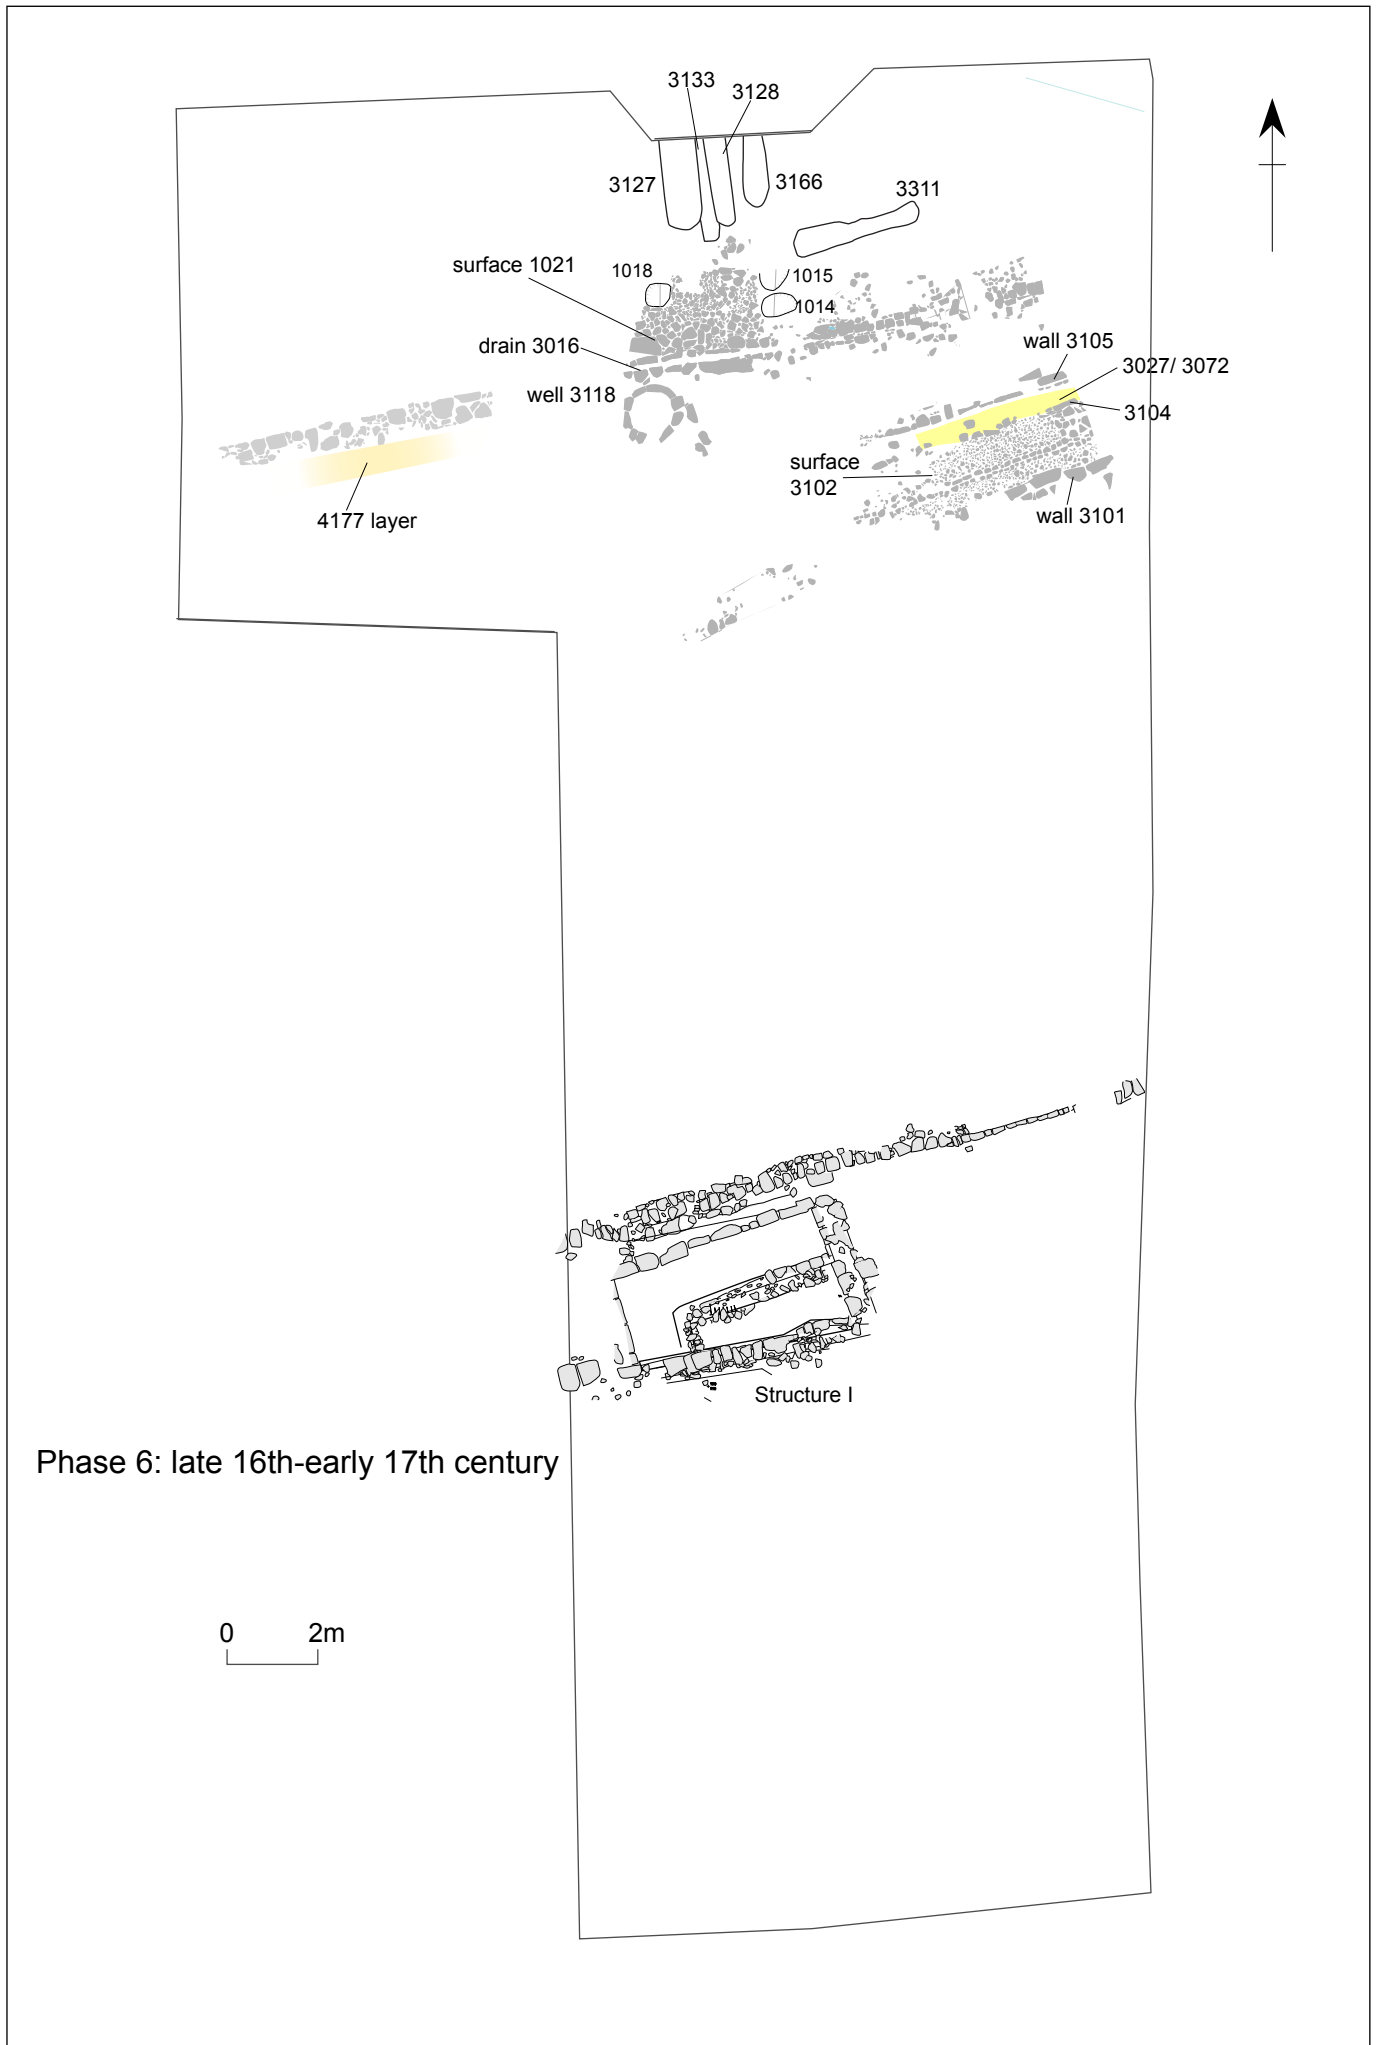 3133
3128
3127
3166
3311
surface 1021
1018
1015
1014
drain 3016
wall 3105
3027/ 3072
well 3118
3104
surface
3102
wall 3101
4177 layer
Structure I
Phase 6: late 16th-early 17th century
0 2m